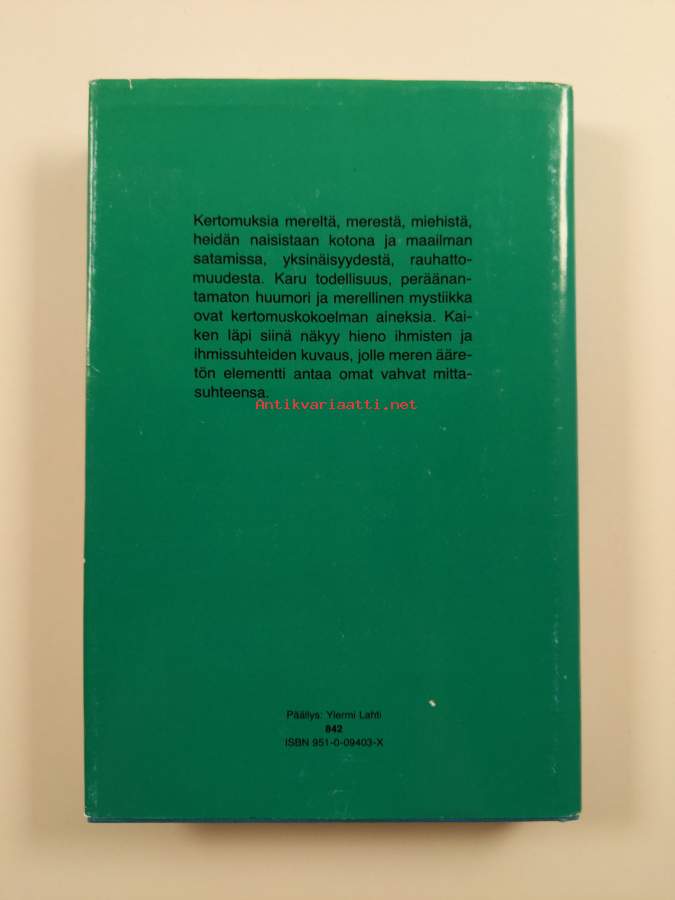 Kertomuksia mereltä, merestä, miehistä,
heidän naisistaan kotona ja maailman
satamissa, yksinäisyydestä, rauhatto-
muudesta. Karu todellisuus, peräänan-
tamaton huumori ja merellinen mystiikka
ovat kertomuskokoelman aineksia. Kai-
ken läpi siinä näkyy hieno ihmisten ja
ihmissuhteiden kuvaus, jolle meren ääre-
tön elementti antaa omat vahvat mitta-
suhteensa.
Antikvariaatti.net
Päällys: Ylermi Lahti
842
ISBN 951-0-09403-X